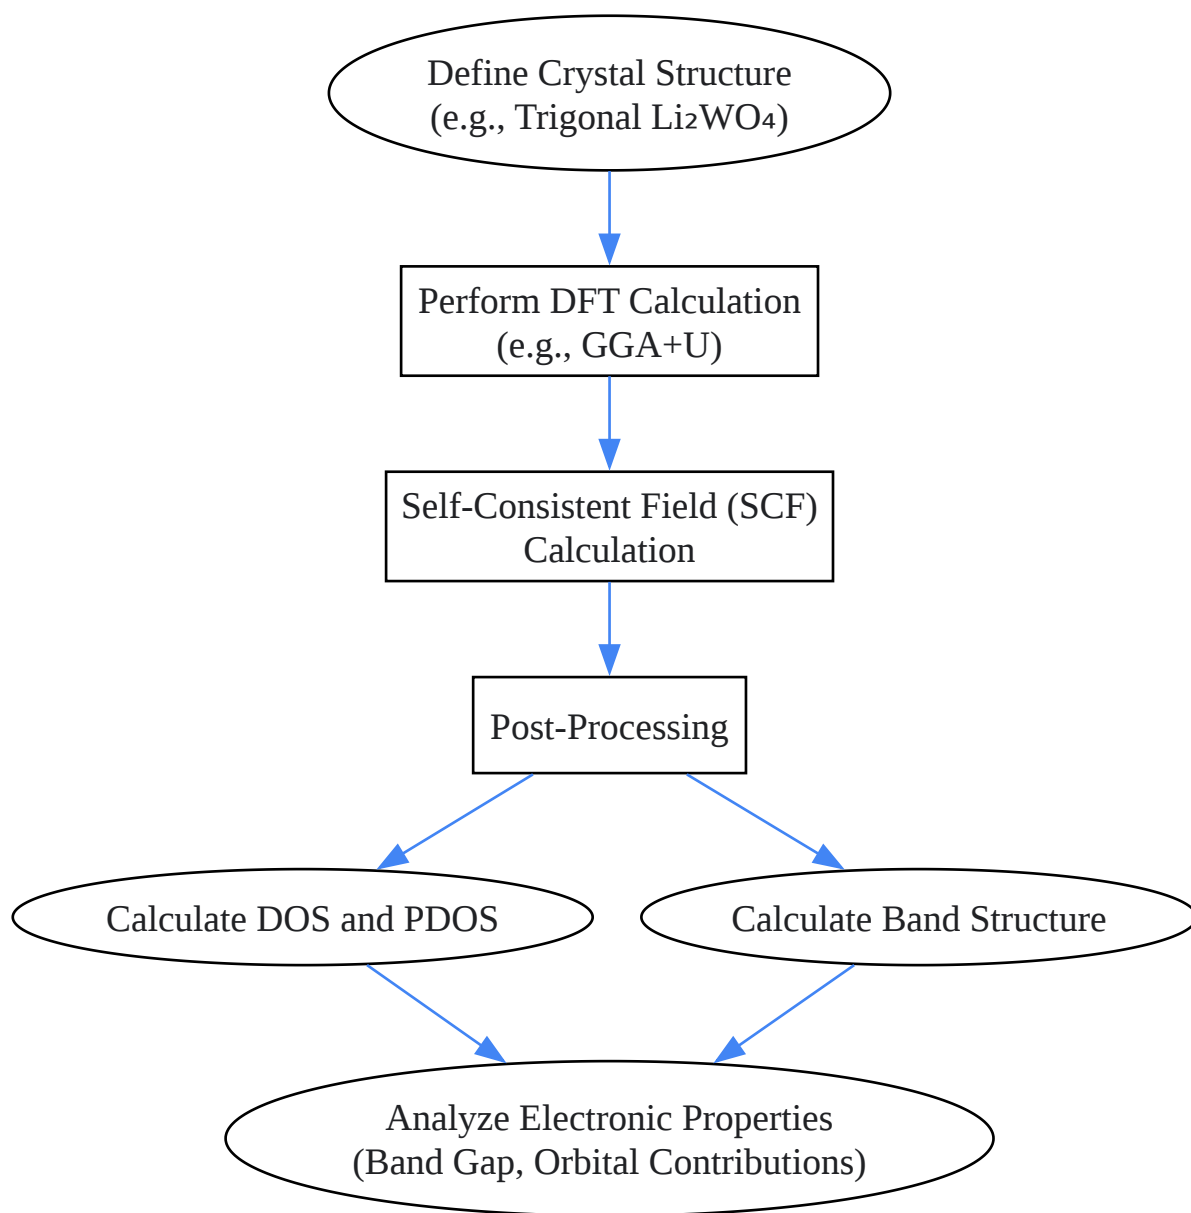 Define Crystal Structure
(e.g., Trigonal Li₂WO₄)
Perform DFT Calculation
(e.g., GGA+U)
Self-Consistent Field (SCF)
Calculation
Post-Processing
Calculate DOS and PDOS
Calculate Band Structure
Analyze Electronic Properties
(Band Gap, Orbital Contributions)